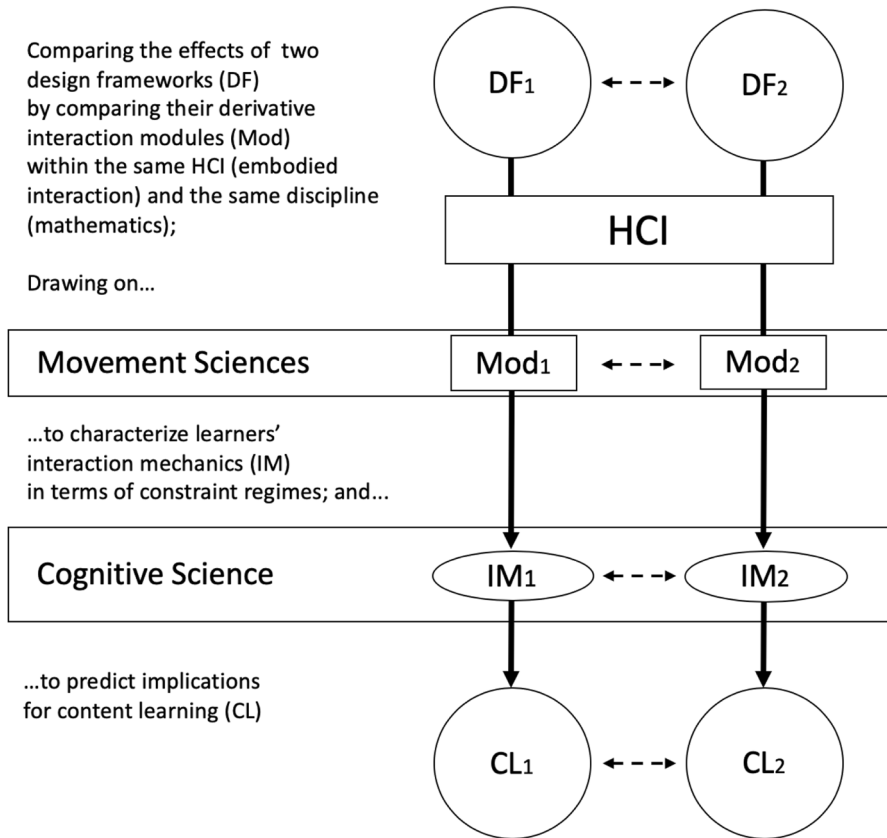 Comparing the effects of two
design frameworks (DF)
by comparing their derivative
interaction modules (Mod)
within the same HCI (embodied
interaction) and the same discipline
(mathematics);
Drawing on…
DF1
DF2
HCI
Movement Sciences
Mod1
Mod2
…to characterize learners’
interaction mechanics (IM)
in terms of constraint regimes; and...
Cognitive Science
IM1
IM2
…to predict implications
for content learning (CL)
CL1
CL2